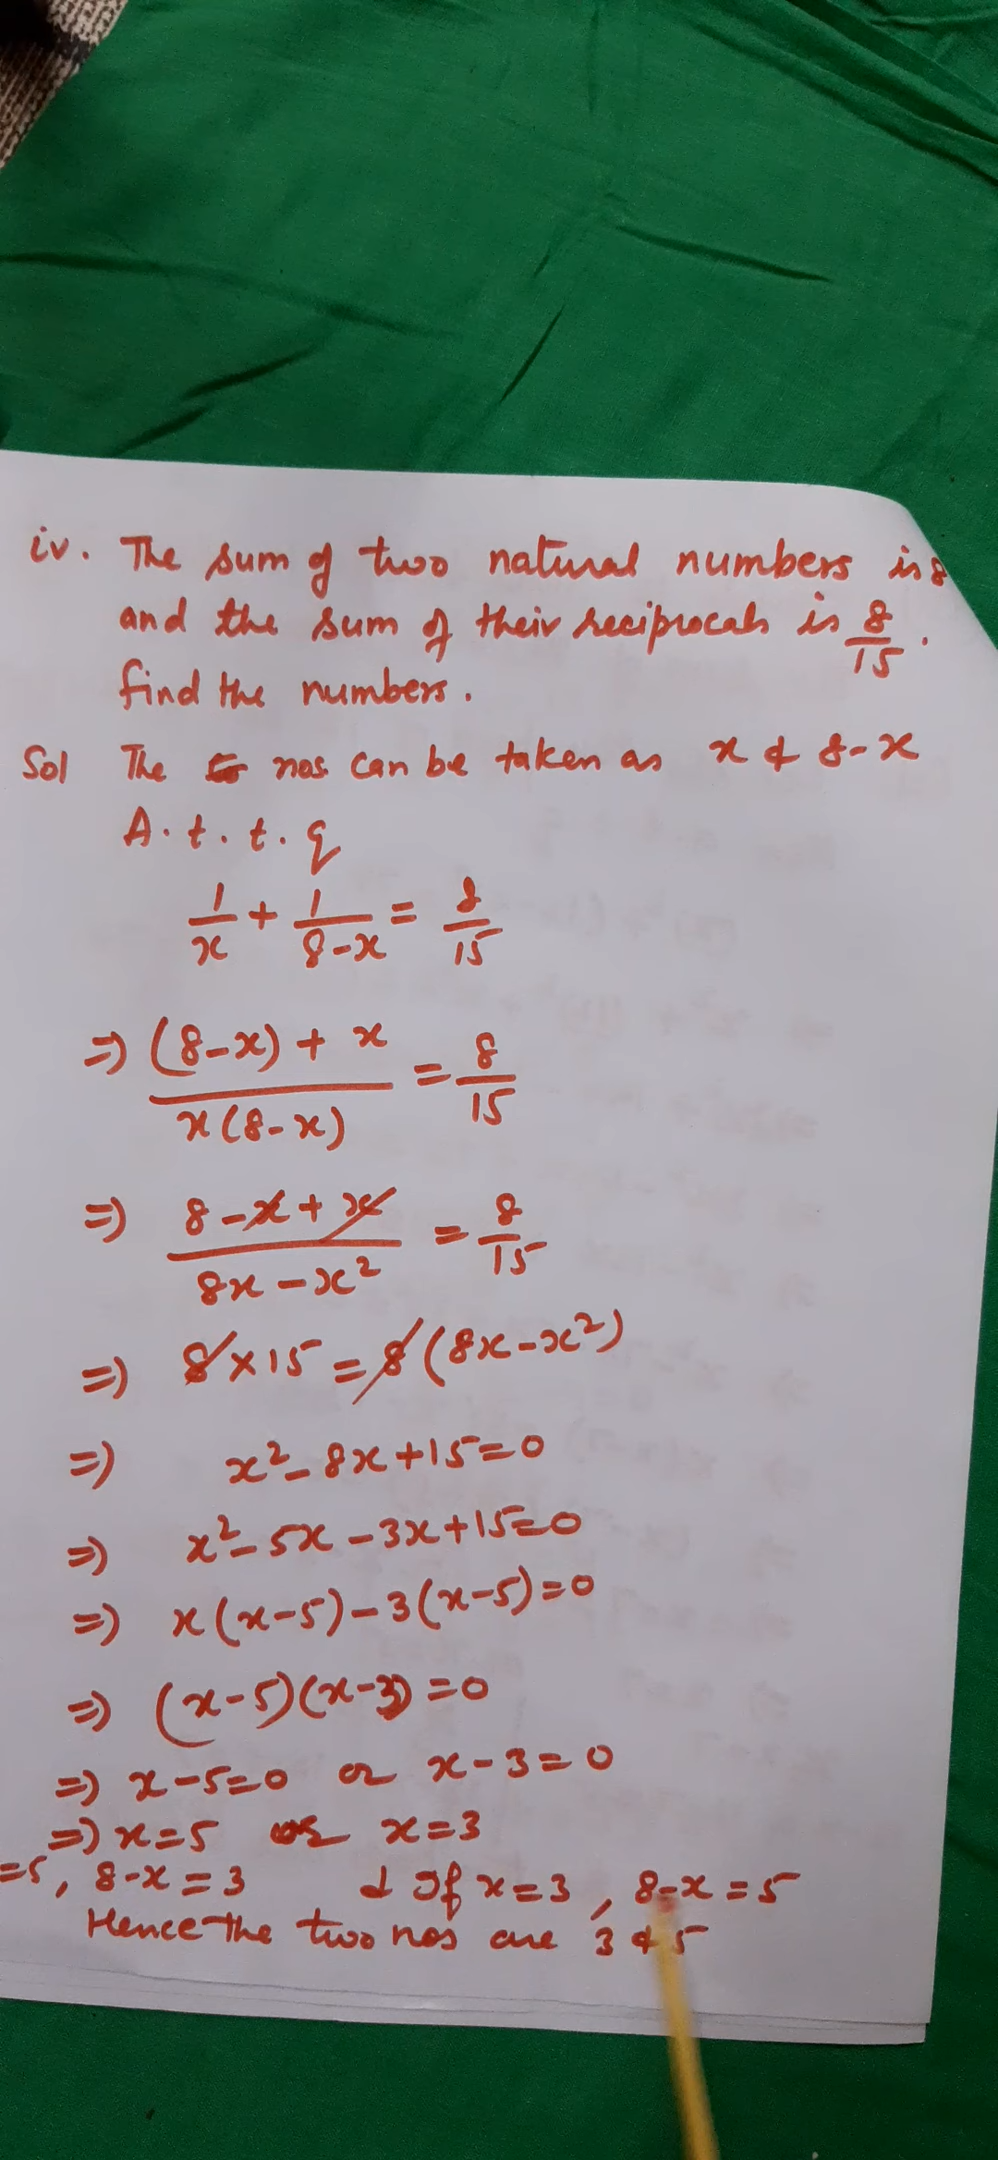 iv. The sum of two natural numbers is 8
and the sum of their reciprocals is 8/15.
find the numbers.
Sol The nos. can be taken as x & 8-x
A.t.t.q
1/x + 1/8-x = 8/15
=> (8-x) + x / x(8-x) = 8/15
=> 8-x+x / 8x-x² = 8/15
=> 8×15 = 8(8x-x²)
=> x²-8x+15=0
=> x²-5x-3x+15=0
=> x(x-5)-3(x-5)=0
=> (x-5)(x-3)=0
=> x-5=0 or x-3=0
=> x=5 or x=3
=5, 8-x=3 & If x=3, 8-x=5
Hence the two nos are 3 & 5